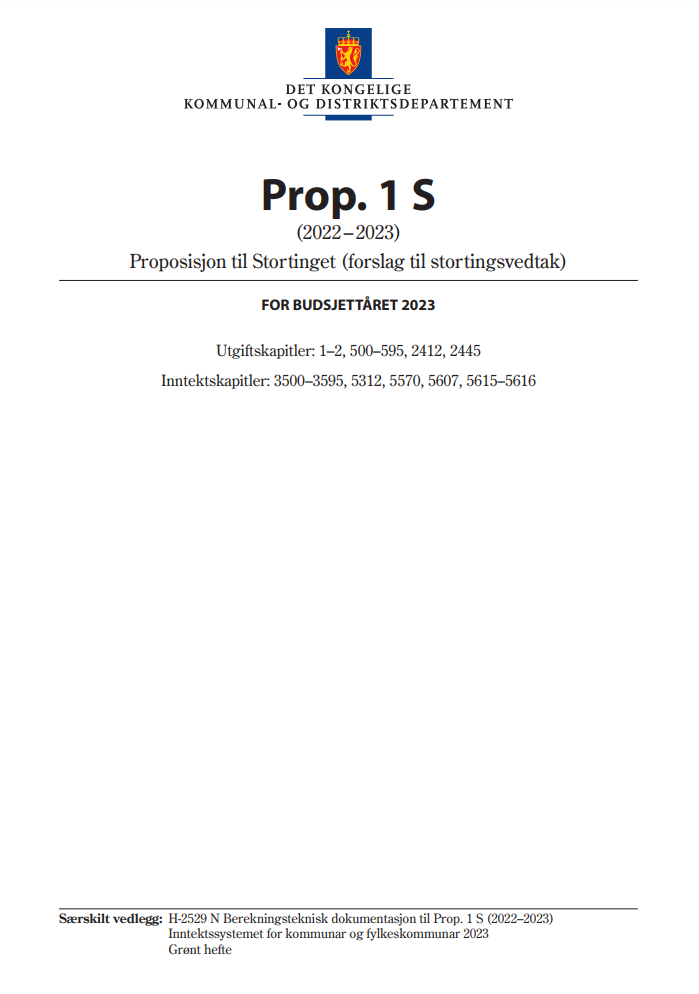 DET KONGELIGE
KOMMUNAL- OG DISTRIKTSDEPARTEMENT
Prop. 1 S
(2022–2023)
Proposisjon til Stortinget (forslag til stortingsvedtak)
FOR BUDSJETTÅRET 2023
Utgiftskapitler: 1–2, 500–595, 2412, 2445
Inntektskapitler: 3500–3595, 5312, 5570, 5607, 5615–5616
Særskilt vedlegg: H-2529 N Berekningsteknisk dokumentasjon til Prop. 1 S (2022–2023)
Inntektssystemet for kommunar og fylkeskommunar 2023
Grønt hefte